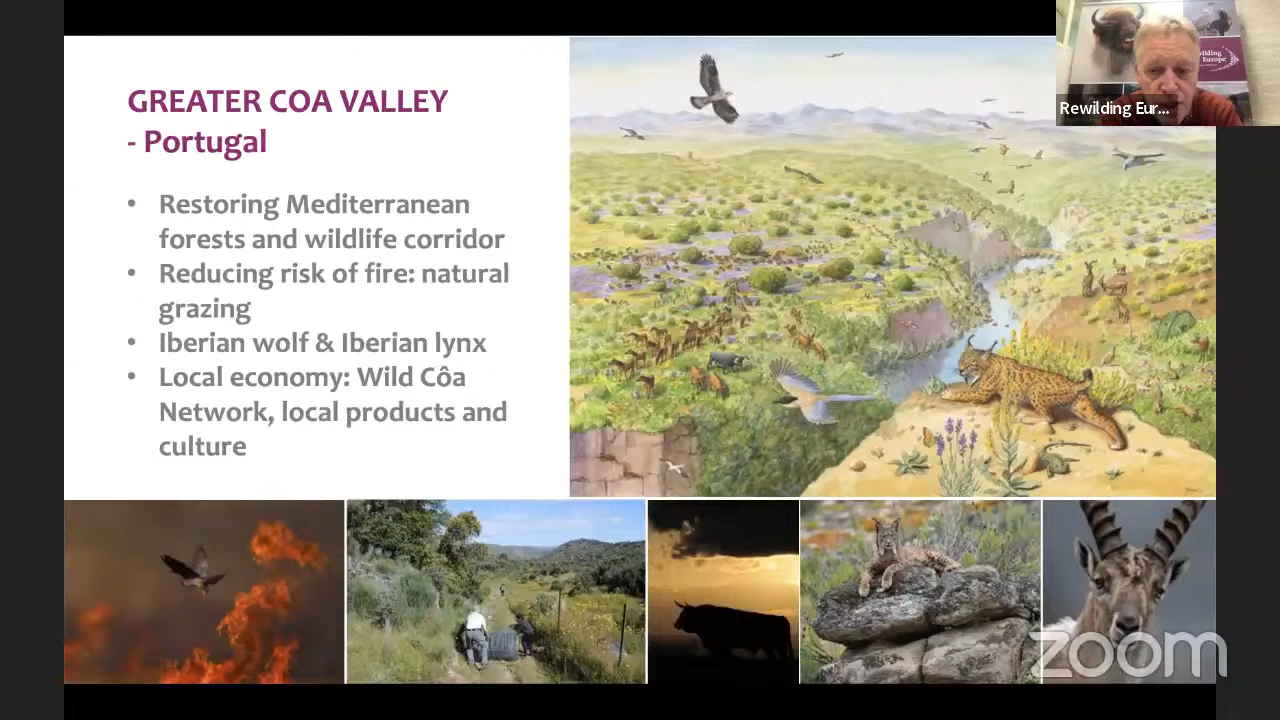 GREATER COA VALLEY
- Portugal
• Restoring Mediterranean
forests and wildlife corridor
• Reducing risk of fire: natural
grazing
• Iberian wolf & Iberian lynx
• Local economy: Wild Côa
Network, local products and
culture
Europe
Rewilding Eur...
zoom